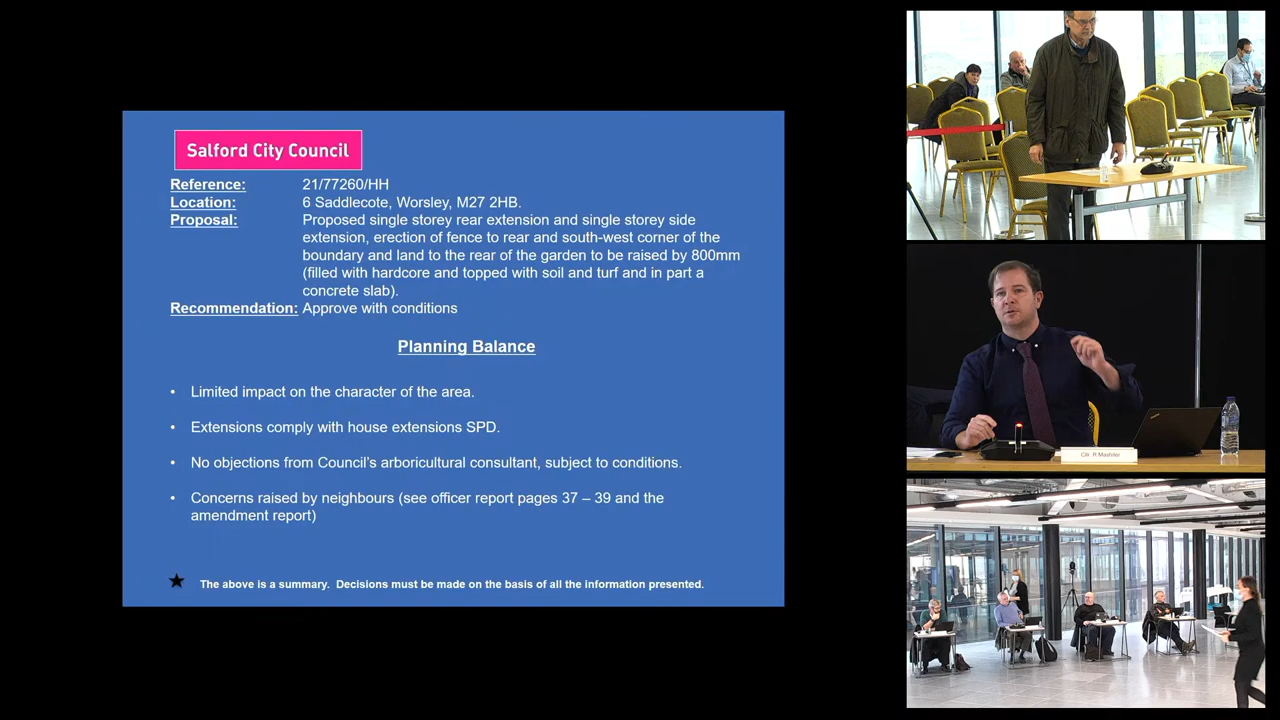 Salford City Council
Reference: 21/77260/HH
Location: 6 Saddlecote, Worsley, M27 2HB.
Proposal: Proposed single storey rear extension and single storey side
extension, erection of fence to rear and south-west corner of the
boundary and land to the rear of the garden to be raised by 800mm
(filled with hardcore and topped with soil and turf and in part a
concrete slab).
Recommendation: Approve with conditions
Planning Balance
• Limited impact on the character of the area.
• Extensions comply with house extensions SPD.
• No objections from Council's arboricultural consultant, subject to conditions.
• Concerns raised by neighbours (see officer report pages 37 – 39 and the
amendment report)
★ The above is a summary. Decisions must be made on the basis of all the information presented.
Cllr R Mashiter